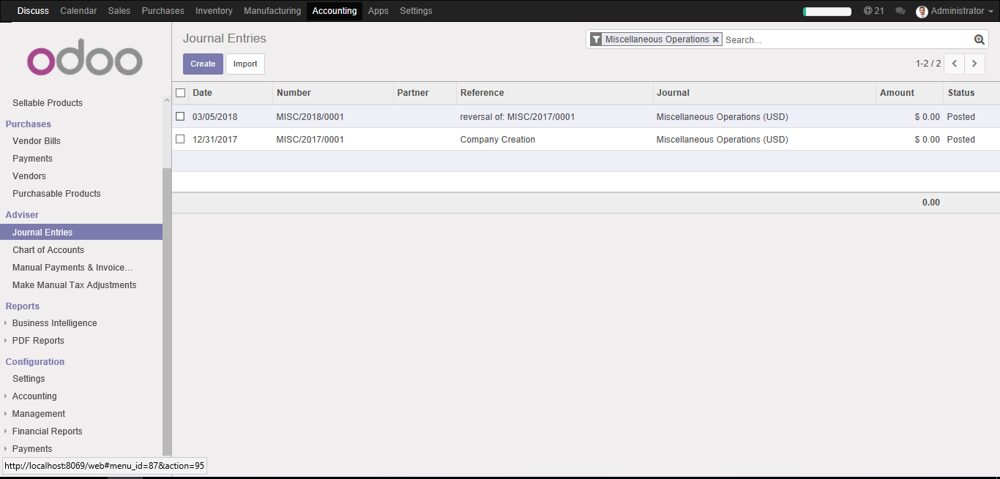 Discuss Calendar Sales Purchases Inventory Manufacturing Accounting Apps Settings @ 21 Administrator
odoo
Sellable Products
Purchases
Vendor Bills
Payments
Vendors
Purchasable Products
Adviser
Journal Entries
Chart of Accounts
Manual Payments & Invoice...
Make Manual Tax Adjustments
Reports
Business Intelligence
PDF Reports
Configuration
Settings
Accounting
Management
Financial Reports
Payments
http://localhost:8069/web#menu_id=87&action=95
Journal Entries
Miscellaneous Operations Search...
Create Import
1-2 / 2
Date Number Partner Reference Journal Amount Status
03/05/2018 MISC/2018/0001 reversal of: MISC/2017/0001 Miscellaneous Operations (USD) $ 0.00 Posted
12/31/2017 MISC/2017/0001 Company Creation Miscellaneous Operations (USD) $ 0.00 Posted
0.00